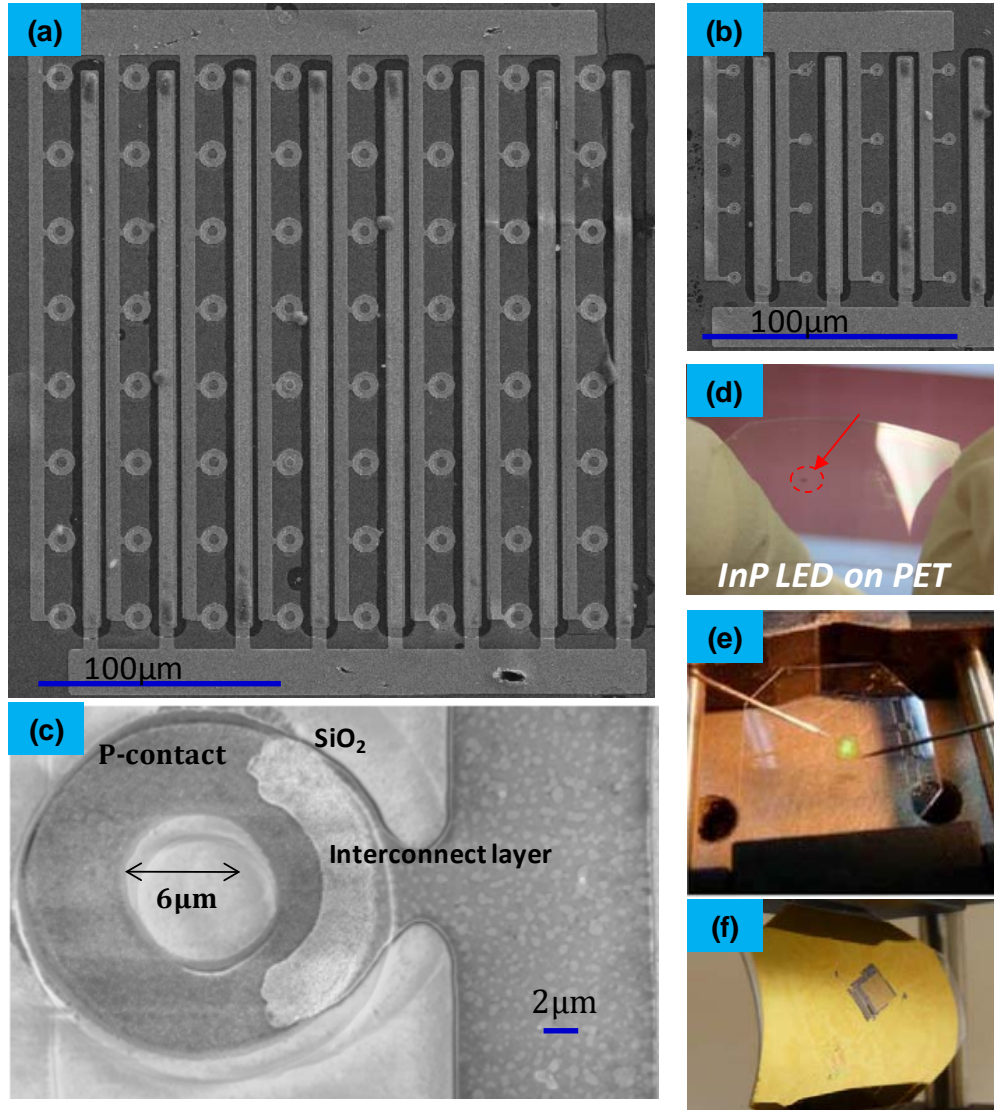 (a)
100µm
(b)
100µm
(c)
P-contact
SiO₂
Interconnect layer
6µm
2µm
(d)
InP LED on PET
(e)
(f)